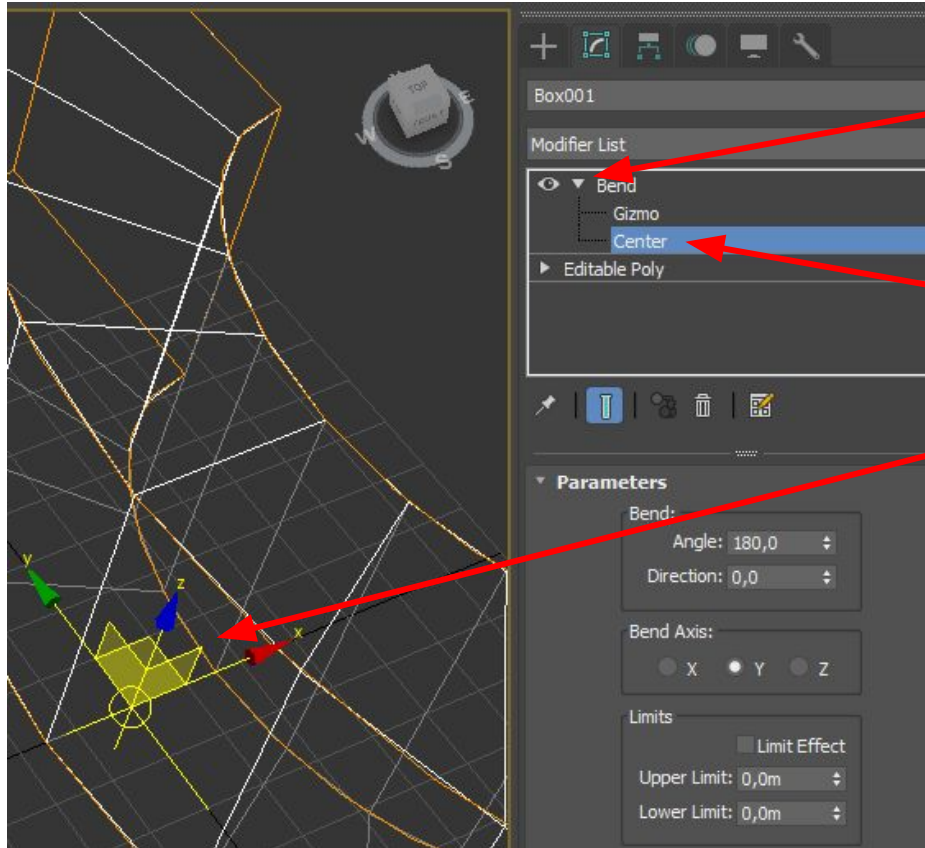 TOP
W
E
S
Box001
Modifier List
Bend
Gizmo
Center
Editable Poly
Parameters
Bend:
Angle: 180,0
Direction: 0,0
Bend Axis:
X Y Z
Limits
Limit Effect
Upper Limit: 0,0m
Lower Limit: 0,0m
y
z
x